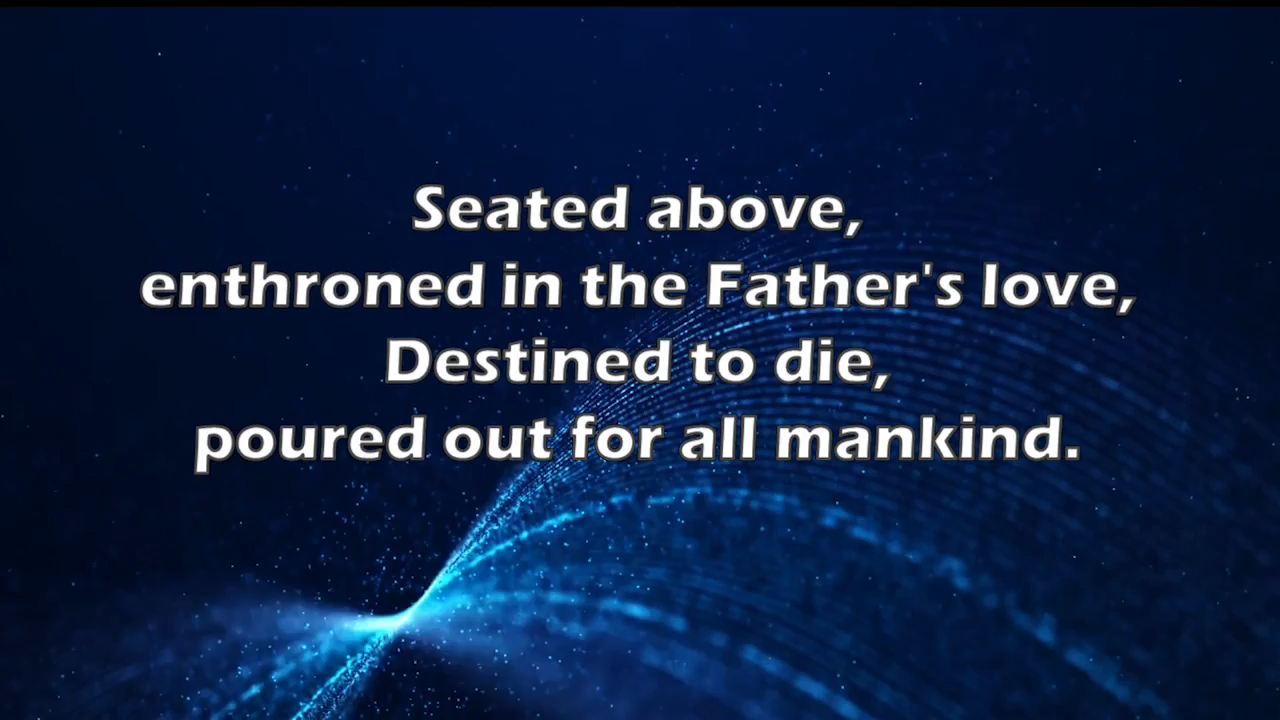 Seated above,
enthroned in the Father's love,
Destined to die,
poured out for all mankind.